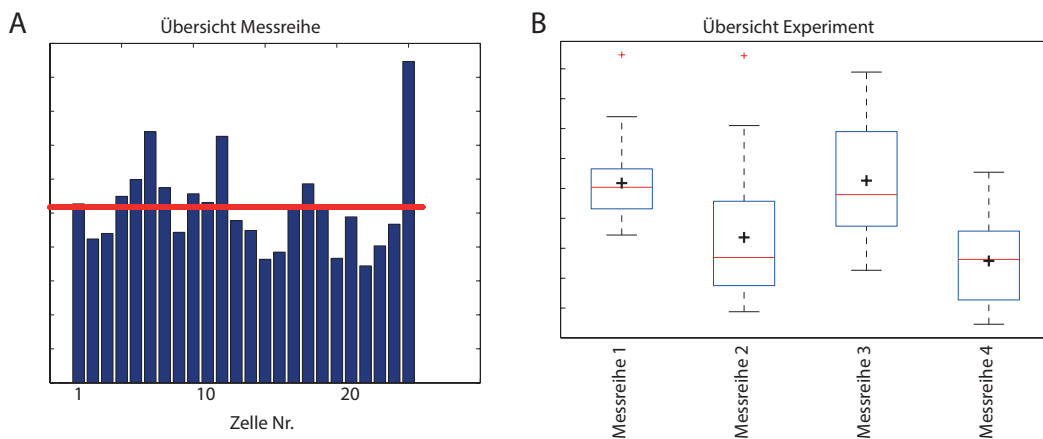 A
Übersicht Messreihe
1
10
20
Zelle Nr.
B
Übersicht Experiment
Messreihe 1
Messreihe 2
Messreihe 3
Messreihe 4